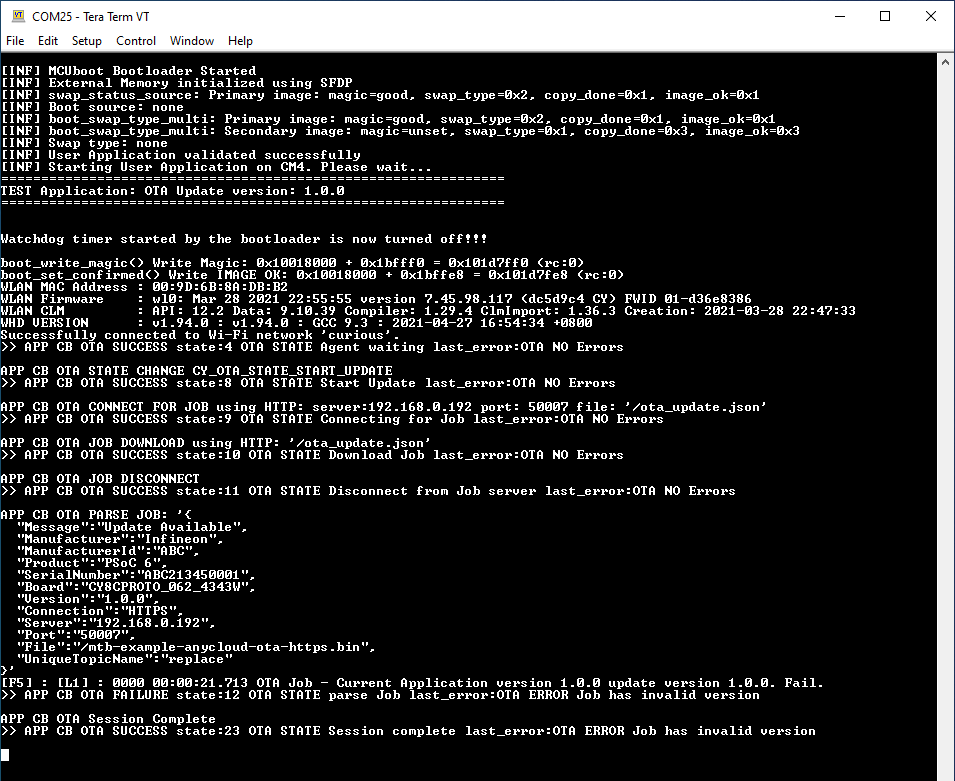 COM25 - Tera Term VT
File Edit Setup Control Window Help
[INF] MCUboot Bootloader Started
[INF] External Memory initialized using SFDP
[INF] swap_status_source: Primary image: magic=good, swap_type=0x2, copy_done=0x1, image_ok=0x1
[INF] Boot source: none
[INF] boot_swap_type_multi: Primary image: magic=good, swap_type=0x2, copy_done=0x1, image_ok=0x1
[INF] boot_swap_type_multi: Secondary image: magic=unset, swap_type=0x1, copy_done=0x3, image_ok=0x3
[INF] Swap type: none
[INF] User Application validated successfully
[INF] Starting User Application on CM4. Please wait...
===============================================================
TEST Application: OTA Update version: 1.0.0
===============================================================
Watchdog timer started by the bootloader is now turned off!!!
boot_write_magic() Write Magic: 0x10018000 + 0x1bfff0 = 0x101d7ff0 (rc:0)
boot_set_confirmed() Write IMAGE OK: 0x10018000 + 0x1bffe8 = 0x101d7fe8 (rc:0)
WLAN MAC Address : 00:9D:6B:8A:DB:B2
WLAN Firmware    : wl0: Mar 28 2021 22:55:55 version 7.45.98.117 (dc5d9c4 CY) FWID 01-d36e8386
WLAN CLM         : API: 12.2 Data: 9.10.39 Compiler: 1.29.4 ClmImport: 1.36.3 Creation: 2021-03-28 22:47:33
WHD VERSION      : v1.94.0 : v1.94.0 : GCC 9.3 : 2021-04-27 16:54:34 +0800
Successfully connected to Wi-Fi network 'curious'.
>> APP CB OTA SUCCESS state:4 OTA STATE Agent waiting last_error:OTA NO Errors
APP CB OTA STATE CHANGE CY_OTA_STATE_START_UPDATE
>> APP CB OTA SUCCESS state:8 OTA STATE Start Update last_error:OTA NO Errors
APP CB OTA CONNECT FOR JOB using HTTP: server:192.168.0.192 port: 50007 file: '/ota_update.json'
>> APP CB OTA SUCCESS state:9 OTA STATE Connecting for Job last_error:OTA NO Errors
APP CB OTA JOB DOWNLOAD using HTTP: '/ota_update.json'
>> APP CB OTA SUCCESS state:10 OTA STATE Download Job last_error:OTA NO Errors
APP CB OTA JOB DISCONNECT
>> APP CB OTA SUCCESS state:11 OTA STATE Disconnect from Job server last_error:OTA NO Errors
APP CB OTA PARSE JOB: '{
"Message":"Update Available",
"Manufacturer":"Infineon",
"ManufacturerId":"ABC",
"Product":"PSoC 6",
"SerialNumber":"ABC213450001",
"Board":"CY8CPROTO_062_4343W",
"Version":"1.0.0",
"Connection":"HTTPS",
"Server":"192.168.0.192",
"Port":"50007",
"File":"/mtb-example-anycloud-ota-https.bin",
"UniqueTopicName":"replace"
}'
[F5] : [L1] : 0000 00:00:21.713 OTA Job - Current Application version 1.0.0 update version 1.0.0. Fail.
>> APP CB OTA FAILURE state:12 OTA STATE parse Job last_error:OTA ERROR Job has invalid version
APP CB OTA Session Complete
>> APP CB OTA SUCCESS state:23 OTA STATE Session complete last_error:OTA ERROR Job has invalid version